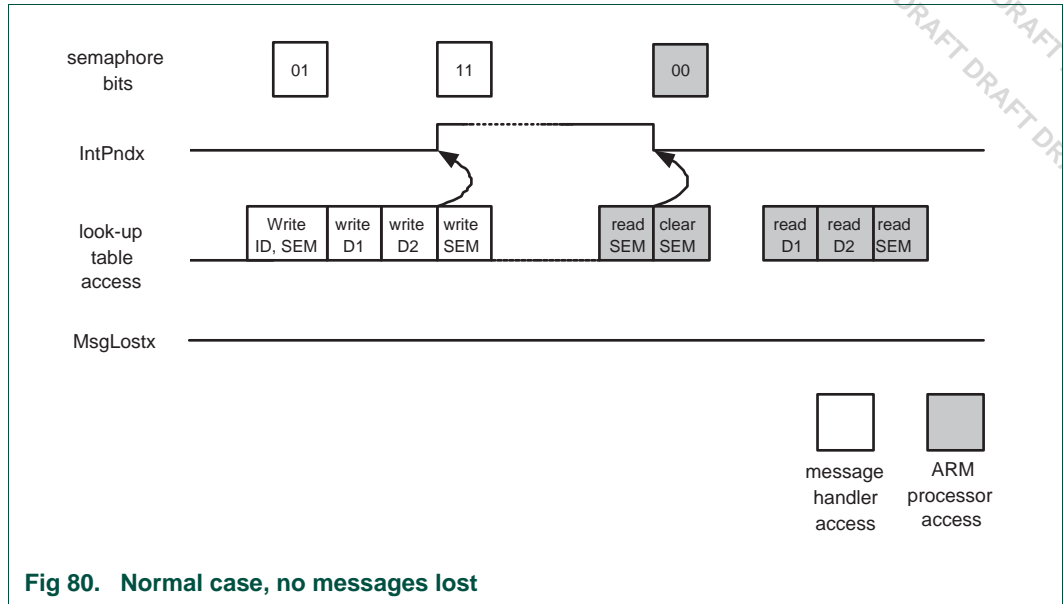 DRAFT DRAFT DRAFT DR
DRAFT
semaphore
bits
01
11
00
IntPndx
look-up
table
access
Write
ID, SEM
write
D1
write
D2
write
SEM
read
SEM
clear
SEM
read
D1
read
D2
read
SEM
MsgLostx
message
handler
access
ARM
processor
access
Fig 80. Normal case, no messages lost